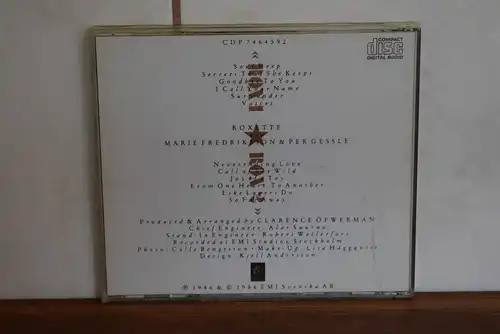 CDP 7464592
COMPACT
disc
DIGITAL AUDIO
Soul Deep
Secrets That She Keeps
Goodbye To You
I Call Your Name
Surrender
Voices
ROXETTE
MARIE FREDRIKSSON & PER GESSLE
Neverending Love
Call of the Wild
Joy of a Toy
From One Heart To Another
Like Lovers Do
So Far Away
Produced & Arranged by CLARENCE ÖFWERMAN
Chief Engineer · Alar Suurna
Stand-In Engineer · Robert Wellerfors
Recorded at EMI Studios, Stockholm
Photo: Calle Bengtsson · Make-Up: Lisa Häggqvist
Design: Kjell Andersson
℗ 1986 & © 1986 EMI Svenska AB